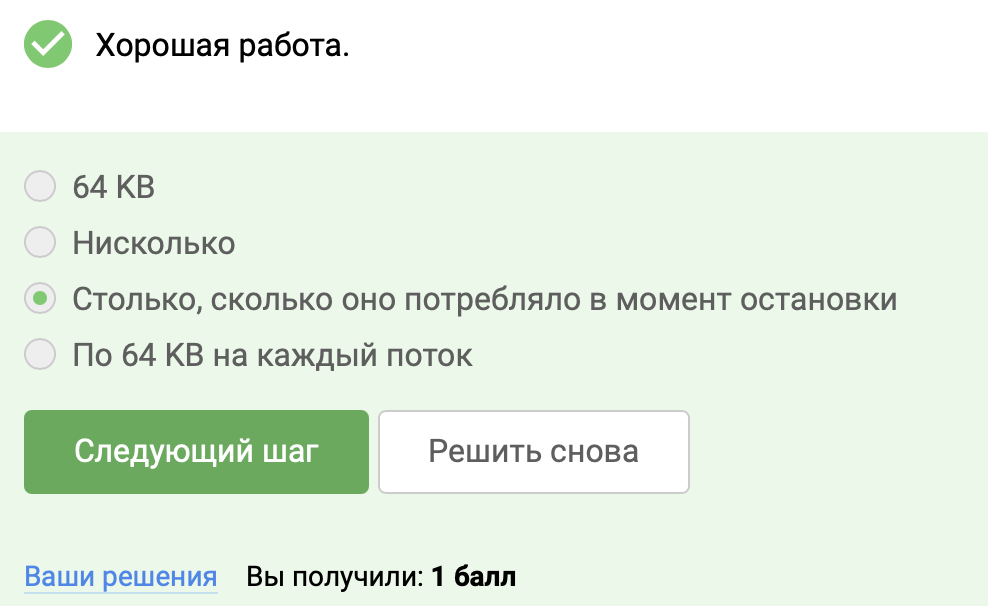 Хорошая работа.
64 KB
Нисколько
Столько, сколько оно потребляло в момент остановки
По 64 KB на каждый поток
Следующий шаг Решить снова
Ваши решения Вы получили: 1 балл